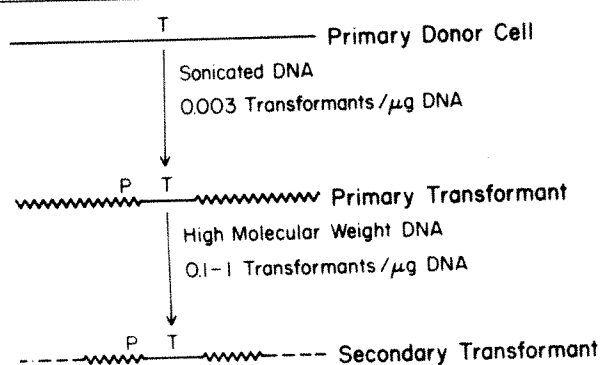 T
Primary Donor Cell
Sonicated DNA
0.003 Transformants/μg DNA
P T
Primary Transformant
High Molecular Weight DNA
0.1-1 Transformants/μg DNA
P T
Secondary Transformant